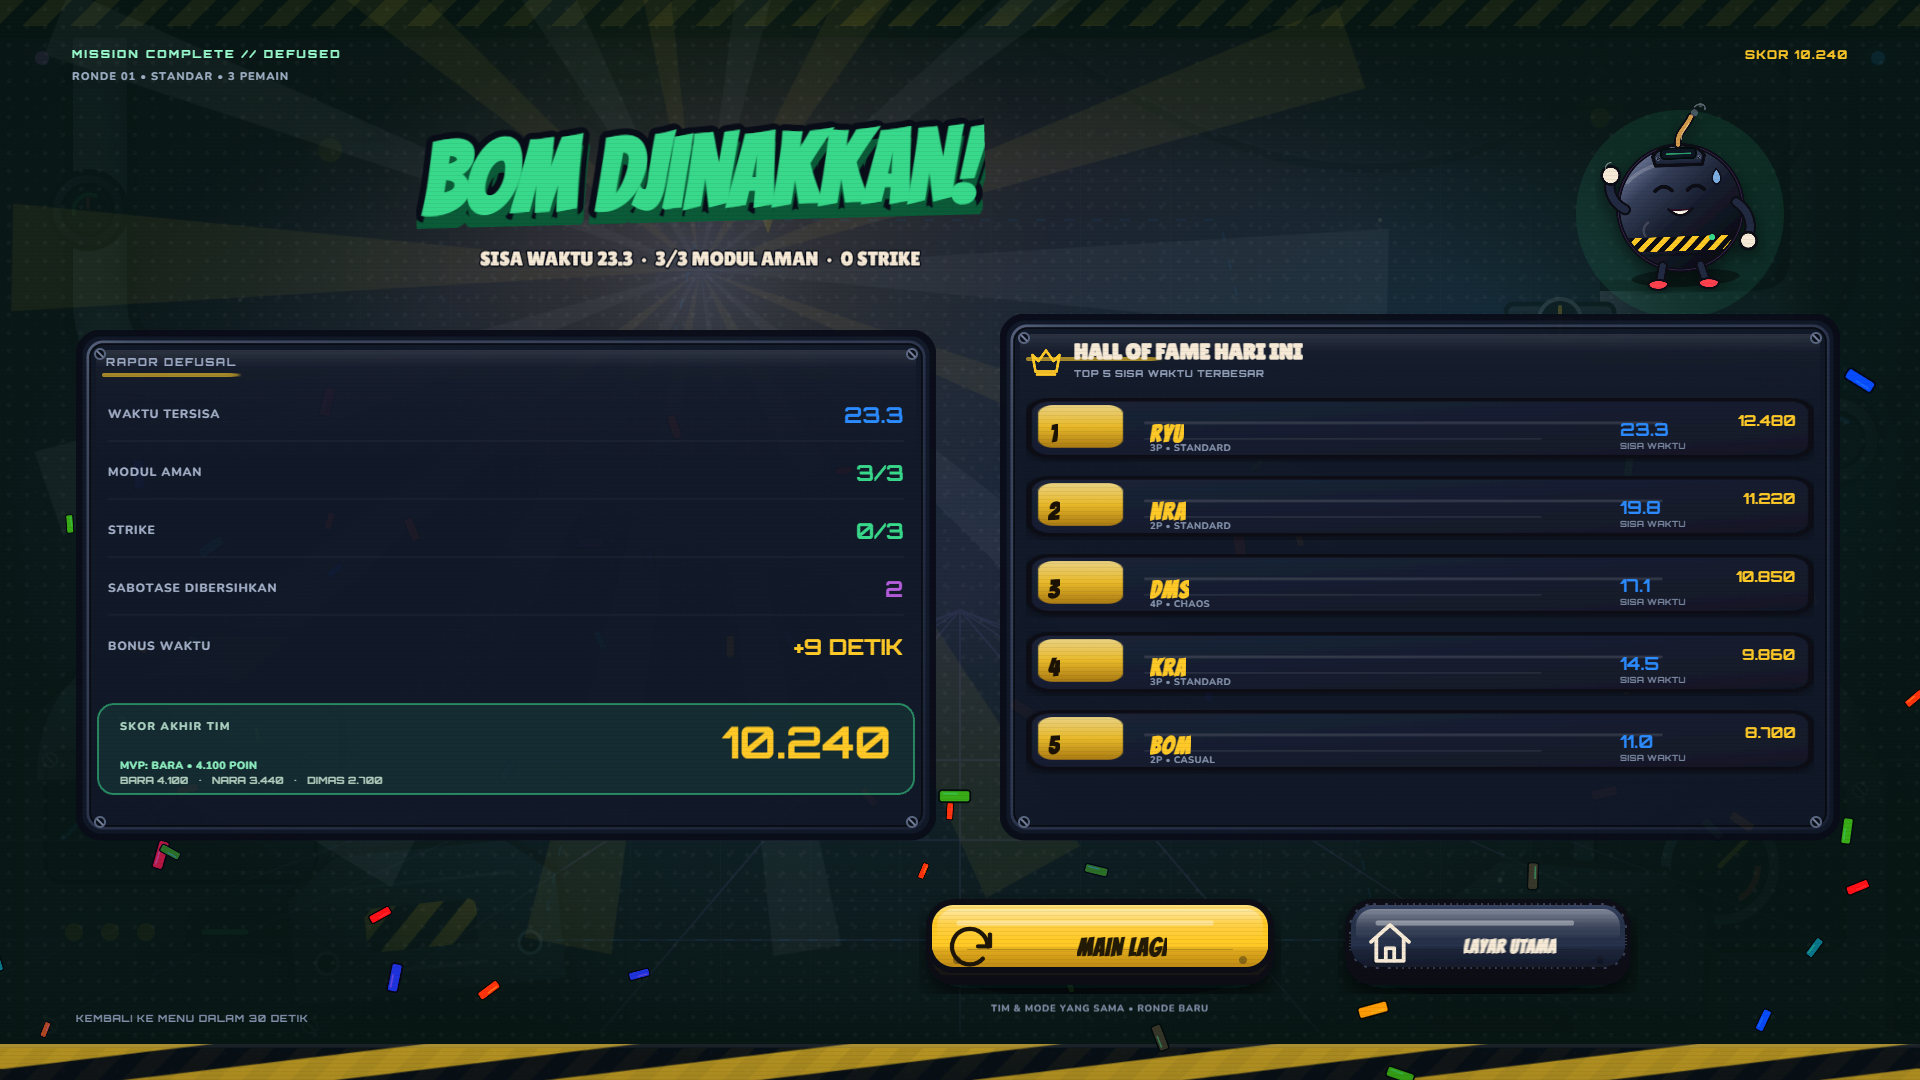 MISSION COMPLETE // DEFUSED
RONDE 01 • STANDAR • 3 PEMAIN
SKOR 10.240
BOM DJINAKKAN!
SISA WAKTU 23.3 · 3/3 MODUL AMAN · 0 STRIKE
RAPOR DEFUSAL
WAKTU TERSISA 23.3
MODUL AMAN 3/3
STRIKE 0/3
SABOTASE DIBERSIHKAN 2
BONUS WAKTU +9 DETIK
SKOR AKHIR TIM 10.240
MVP: BARA • 4.100 POIN
BARA 4.100 · NARA 3.440 · DIMAS 2.700
HALL OF FAME HARI INI
TOP 5 SISA WAKTU TERBESAR
1 RYU 23.3 12.480
3P • STANDARD SISA WAKTU
2 NRA 19.8 11.220
2P • STANDARD SISA WAKTU
3 DMS 17.1 10.850
4P • CHAOS SISA WAKTU
4 KRA 14.5 9.860
3P • STANDARD SISA WAKTU
5 BOM 11.0 8.700
2P • CASUAL SISA WAKTU
MAIN LAGI
LAYAR UTAMA
TIM & MODE YANG SAMA • RONDE BARU
KEMBALI KE MENU DALAM 30 DETIK